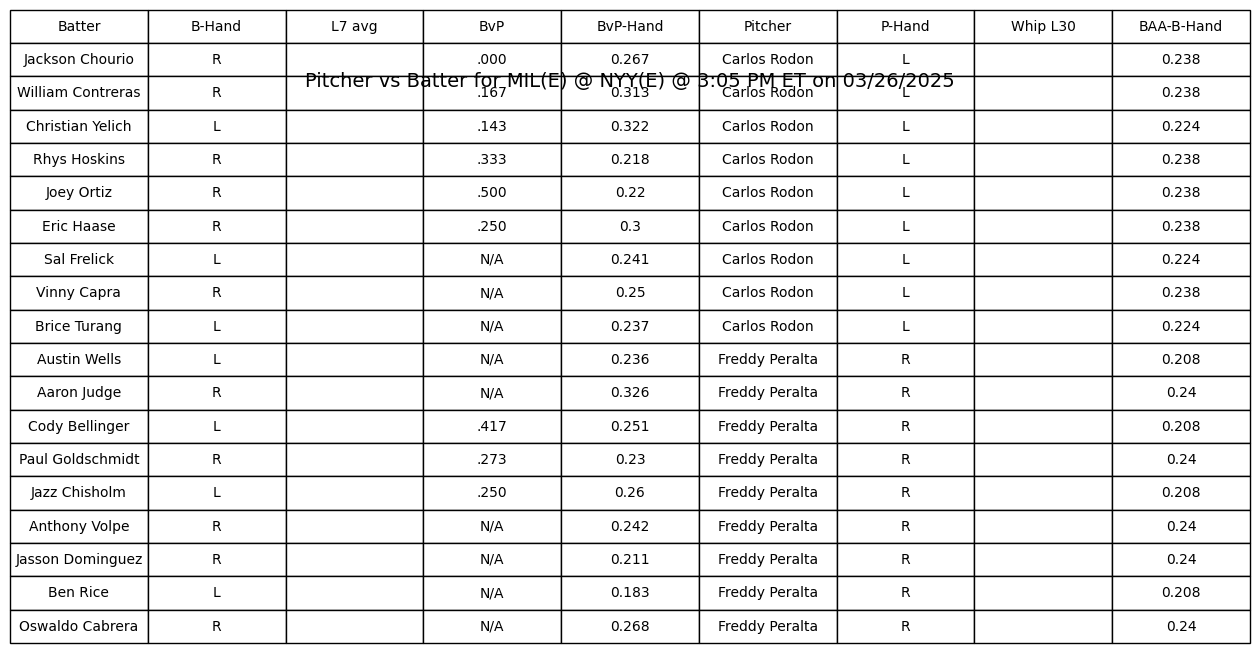 Batter B-Hand L7 avg BvP BvP-Hand Pitcher P-Hand Whip L30 BAA-B-Hand
Jackson Chourio R .000 0.267 Carlos Rodon L 0.238
Pitcher vs Batter for MIL(E) @ NYY(E) @ 3:05 PM ET on 03/26/2025
William Contreras R .167 0.313 Carlos Rodon L 0.238
Christian Yelich L .143 0.322 Carlos Rodon L 0.224
Rhys Hoskins R .333 0.218 Carlos Rodon L 0.238
Joey Ortiz R .500 0.22 Carlos Rodon L 0.238
Eric Haase R .250 0.3 Carlos Rodon L 0.238
Sal Frelick L N/A 0.241 Carlos Rodon L 0.224
Vinny Capra R N/A 0.25 Carlos Rodon L 0.238
Brice Turang L N/A 0.237 Carlos Rodon L 0.224
Austin Wells L N/A 0.236 Freddy Peralta R 0.208
Aaron Judge R N/A 0.326 Freddy Peralta R 0.24
Cody Bellinger L .417 0.251 Freddy Peralta R 0.208
Paul Goldschmidt R .273 0.23 Freddy Peralta R 0.24
Jazz Chisholm L .250 0.26 Freddy Peralta R 0.208
Anthony Volpe R N/A 0.242 Freddy Peralta R 0.24
Jasson Dominguez R N/A 0.211 Freddy Peralta R 0.24
Ben Rice L N/A 0.183 Freddy Peralta R 0.208
Oswaldo Cabrera R N/A 0.268 Freddy Peralta R 0.24